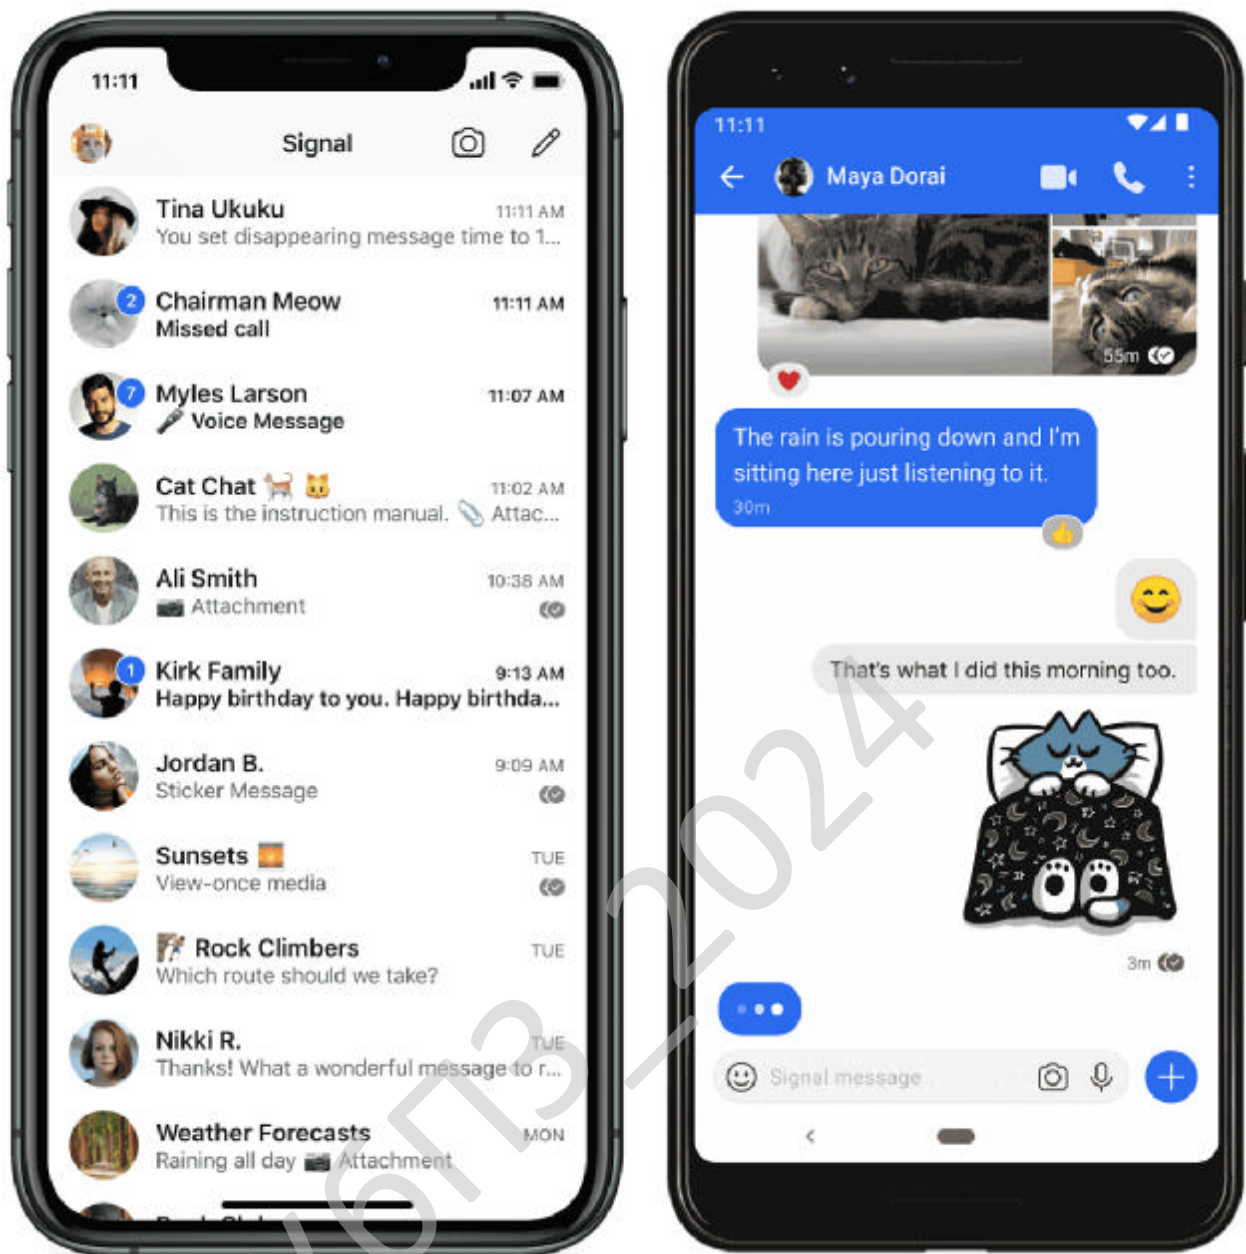 11:11
Signal
Tina Ukuku
11:11 AM
You set disappearing message time to 1...
2
Chairman Meow
11:11 AM
Missed call
7
Myles Larson
11:07 AM
Voice Message
Cat Chat
11:02 AM
This is the instruction manual. Attac...
Ali Smith
10:38 AM
Attachment
1
Kirk Family
9:13 AM
Happy birthday to you. Happy birthda...
Jordan B.
9:09 AM
Sticker Message
Sunsets
TUE
View-once media
Rock Climbers
TUE
Which route should we take?
Nikki R.
TUE
Thanks! What a wonderful message to r...
Weather Forecasts
MON
Raining all day Attachment
11:11
Maya Dorai
55m
The rain is pouring down and I'm
sitting here just listening to it.
30m
That's what I did this morning too.
3m
Signal message
6ПЗ_2024